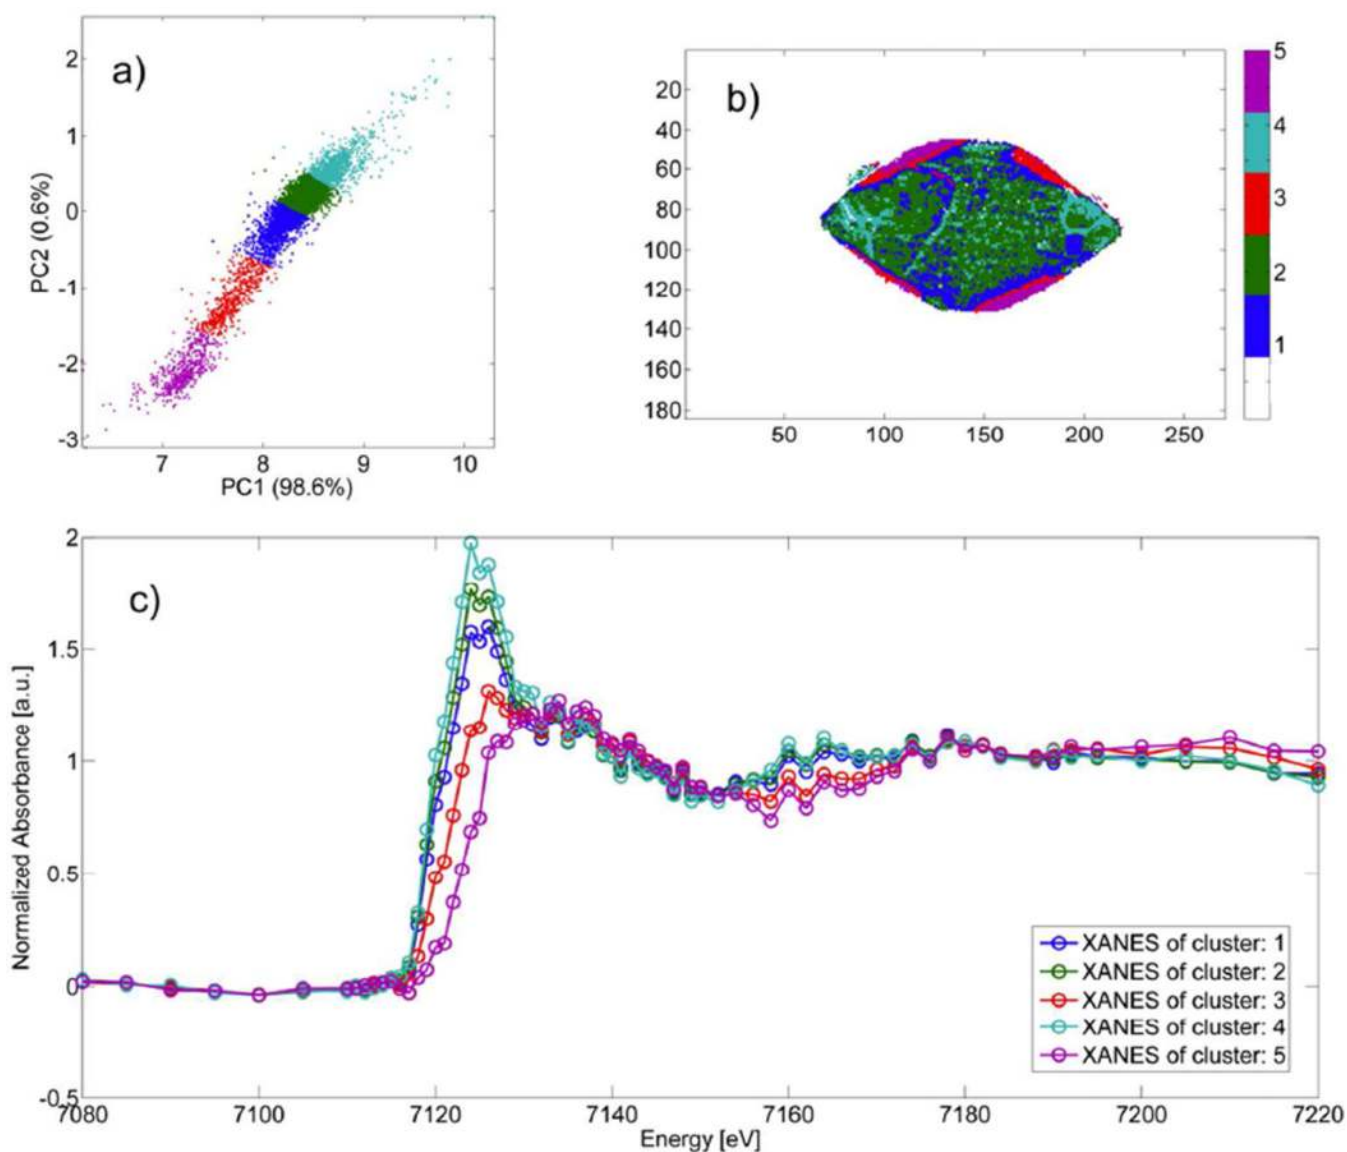 a)
2
1
0
-1
-2
-3
PC2 (0.6%)
7 8 9 10
PC1 (98.6%)
b)
20
40
60
80
100
120
140
160
180
50 100 150 200 250
5
4
3
2
1
c)
2
1.5
1
0.5
0
-0.5
Normalized Absorbance [a.u.]
7080 7100 7120 7140 7160 7180 7200 7220
Energy [eV]
XANES of cluster: 1
XANES of cluster: 2
XANES of cluster: 3
XANES of cluster: 4
XANES of cluster: 5